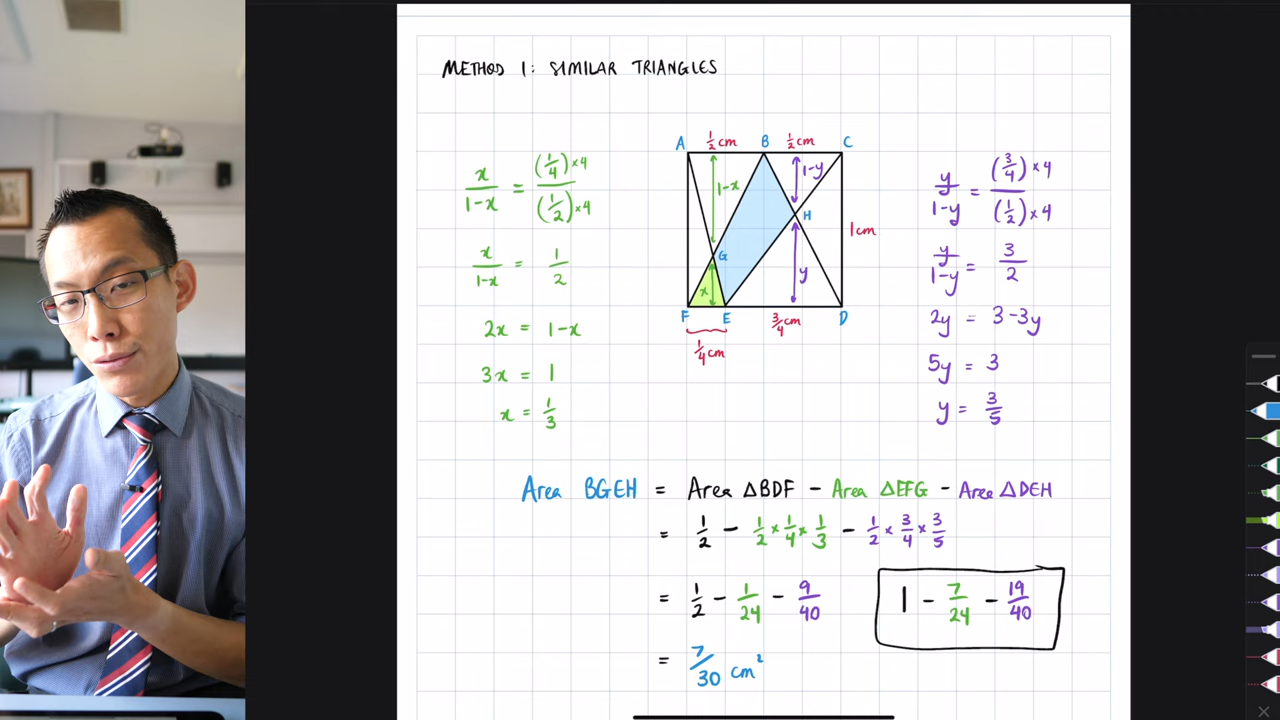 METHOD 1: SIMILAR TRIANGLES
x/(1-x) = ((1/4)×4)/((1/2)×4)
x/(1-x) = 1/2
2x = 1-x
3x = 1
x = 1/3
A 1/2cm B 1/2cm C
1-x 1-y
H
1cm
G
x y
F E 3/4cm D
1/4cm
y/(1-y) = ((3/4)×4)/((1/2)×4)
y/(1-y) = 3/2
2y = 3-3y
5y = 3
y = 3/5
Area BGEH = Area △BDF - Area △EFG - Area △DEH
= 1/2 - 1/2 × 1/4 × 1/3 - 1/2 × 3/4 × 3/5
= 1/2 - 1/24 - 9/40
1 - 7/24 - 19/40
= 7/30 cm²